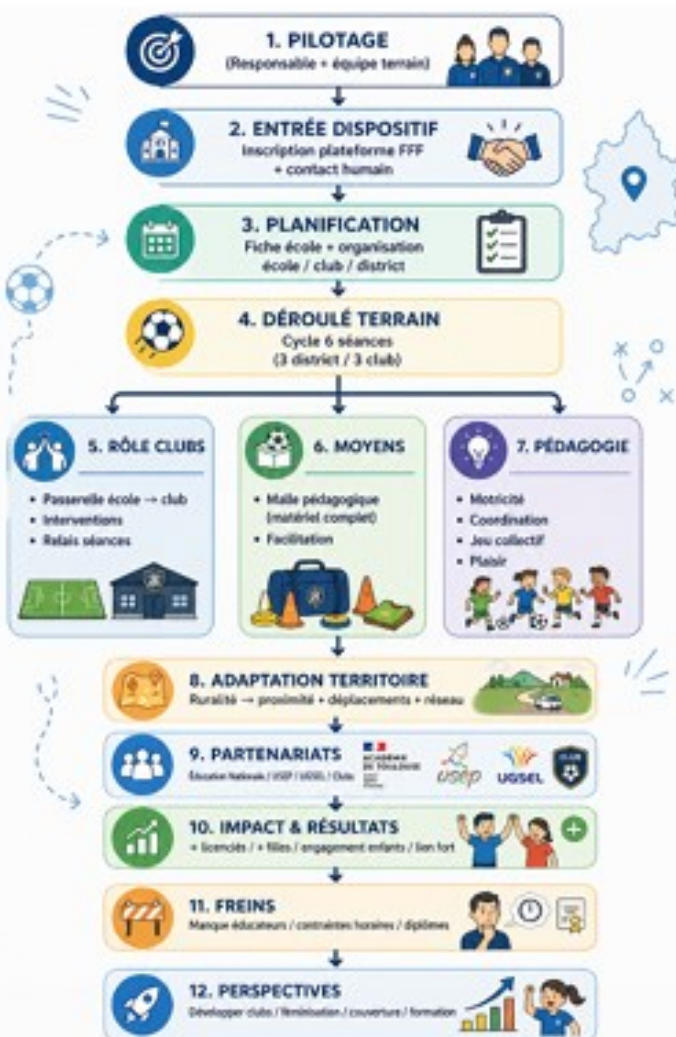 1. PILOTAGE
(Responsable + équipe terrain)
2. ENTRÉE DISPOSITIF
Inscription plateforme FFF
+ contact humain
3. PLANIFICATION
Fiche école + organisation
école / club / district
4. DÉROULÉ TERRAIN
Cycle 6 séances
(3 district / 3 club)
5. RÔLE CLUBS
• Passerelle école → club
• Interventions
• Relais séances
6. MOYENS
• Malle pédagogique
(matériel complet)
• Facilitation
7. PÉDAGOGIE
• Motricité
• Coordination
• Jeu collectif
• Plaisir
8. ADAPTATION TERRITOIRE
Ruralité → proximité + déplacements + réseau
9. PARTENARIATS
Éducation Nationale / USEP / UGSEL / Clubs
ACADÉMIE
DE TOULOUSE
usep
UGSEL
CLUB
10. IMPACT & RÉSULTATS
+ licenciés / + filles / engagement enfants / lien fort
11. FREINS
Manque éducateurs / contraintes horaires / diplômes
12. PERSPECTIVES
Développer clubs / féminisation / couverture / formation